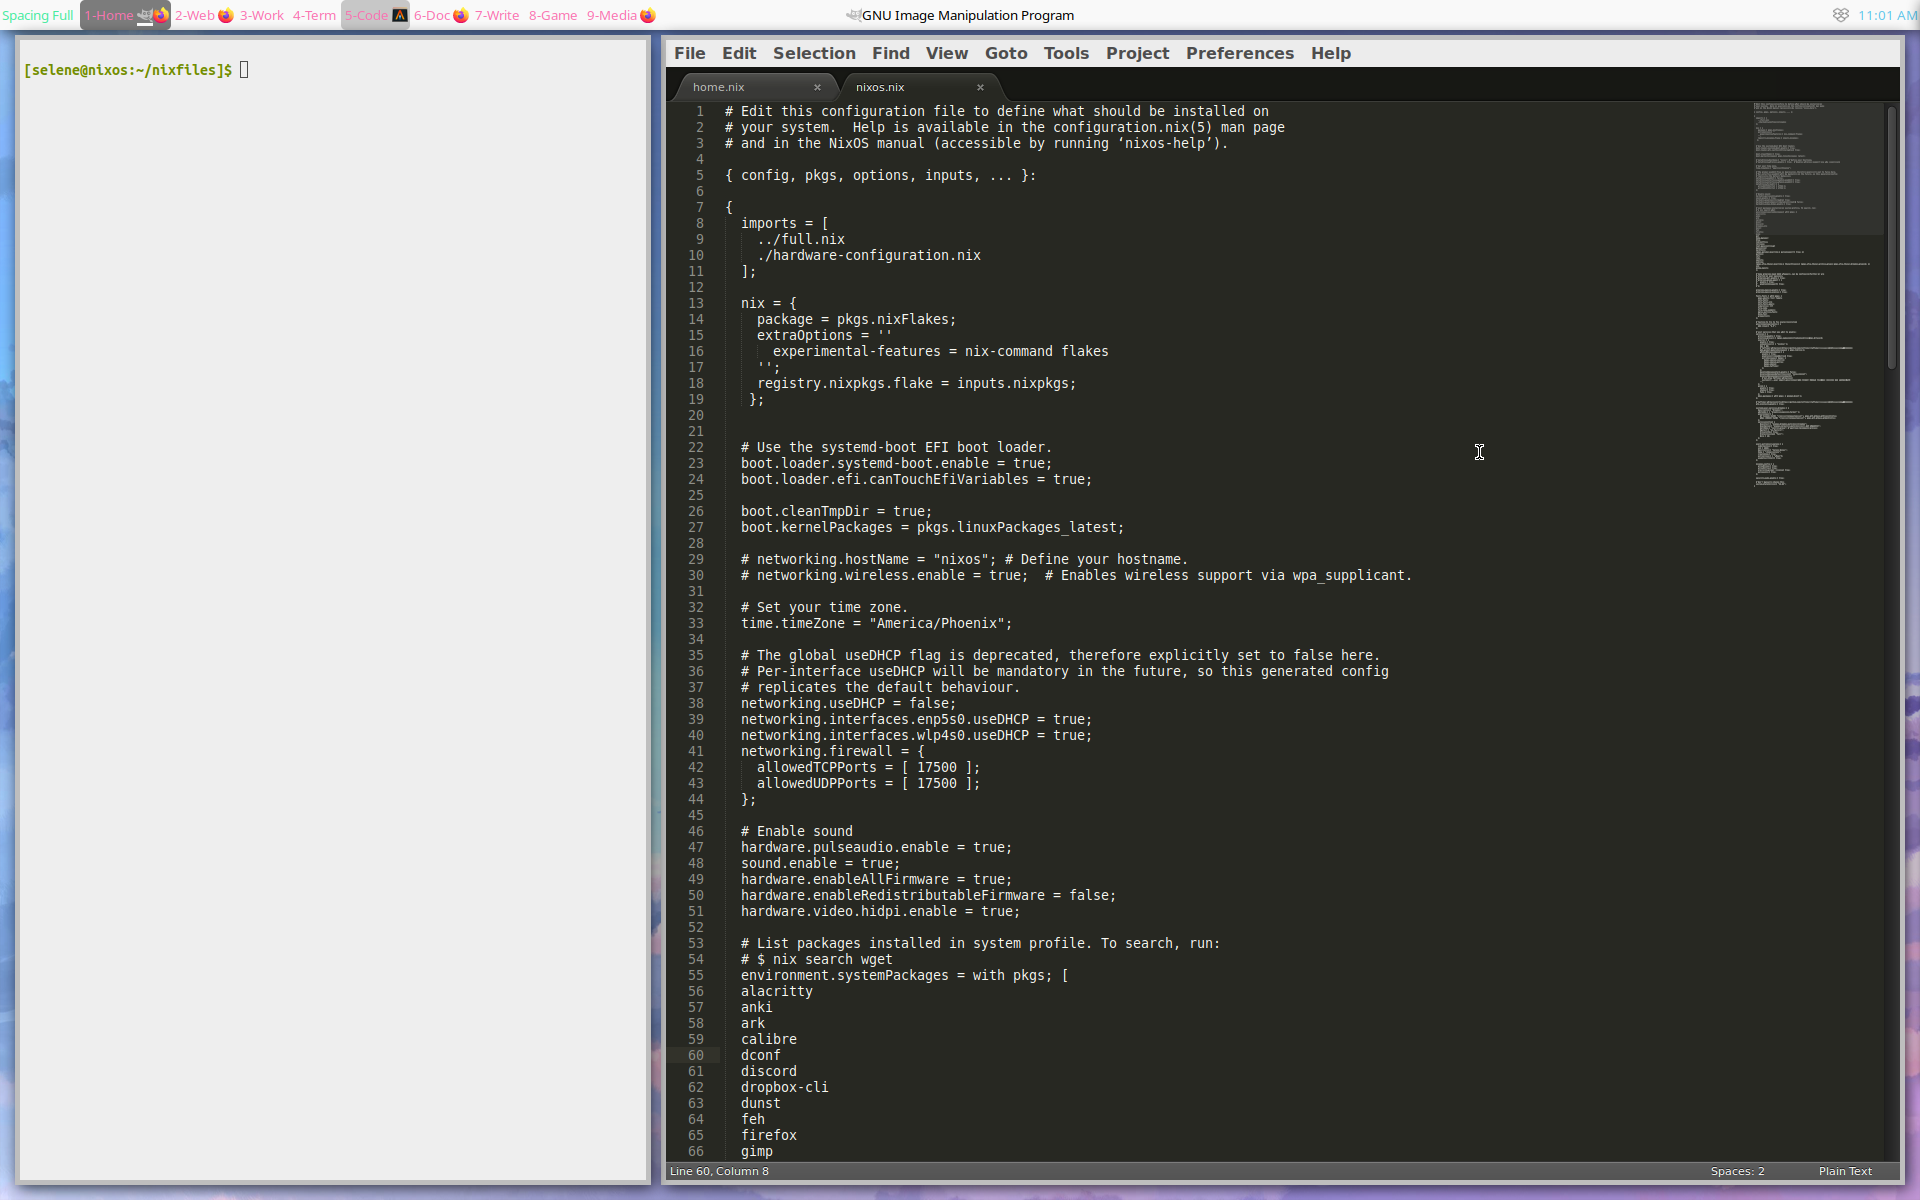 Spacing Full 1-Home 2-Web 3-Work 4-Term 5-Code 6-Doc 7-Write 8-Game 9-Media GNU Image Manipulation Program 11:01 AM
[selene@nixos:~/nixfiles]$
File Edit Selection Find View Goto Tools Project Preferences Help
home.nix × nixos.nix ×
1 # Edit this configuration file to define what should be installed on
2 # your system.  Help is available in the configuration.nix(5) man page
3 # and in the NixOS manual (accessible by running ‘nixos-help’).
4
5 { config, pkgs, options, inputs, ... }:
6
7 {
8   imports = [
9     ../full.nix
10     ./hardware-configuration.nix
11   ];
12
13   nix = {
14     package = pkgs.nixFlakes;
15     extraOptions = ''
16       experimental-features = nix-command flakes
17     '';
18     registry.nixpkgs.flake = inputs.nixpkgs;
19    };
20
21
22   # Use the systemd-boot EFI boot loader.
23   boot.loader.systemd-boot.enable = true;
24   boot.loader.efi.canTouchEfiVariables = true;
25
26   boot.cleanTmpDir = true;
27   boot.kernelPackages = pkgs.linuxPackages_latest;
28
29   # networking.hostName = "nixos"; # Define your hostname.
30   # networking.wireless.enable = true;  # Enables wireless support via wpa_supplicant.
31
32   # Set your time zone.
33   time.timeZone = "America/Phoenix";
34
35   # The global useDHCP flag is deprecated, therefore explicitly set to false here.
36   # Per-interface useDHCP will be mandatory in the future, so this generated config
37   # replicates the default behaviour.
38   networking.useDHCP = false;
39   networking.interfaces.enp5s0.useDHCP = true;
40   networking.interfaces.wlp4s0.useDHCP = true;
41   networking.firewall = {
42     allowedTCPPorts = [ 17500 ];
43     allowedUDPPorts = [ 17500 ];
44   };
45
46   # Enable sound
47   hardware.pulseaudio.enable = true;
48   sound.enable = true;
49   hardware.enableAllFirmware = true;
50   hardware.enableRedistributableFirmware = false;
51   hardware.video.hidpi.enable = true;
52
53   # List packages installed in system profile. To search, run:
54   # $ nix search wget
55   environment.systemPackages = with pkgs; [
56   alacritty
57   anki
58   ark
59   calibre
60   dconf
61   discord
62   dropbox-cli
63   dunst
64   feh
65   firefox
66   gimp
Line 60, Column 8 Spaces: 2 Plain Text